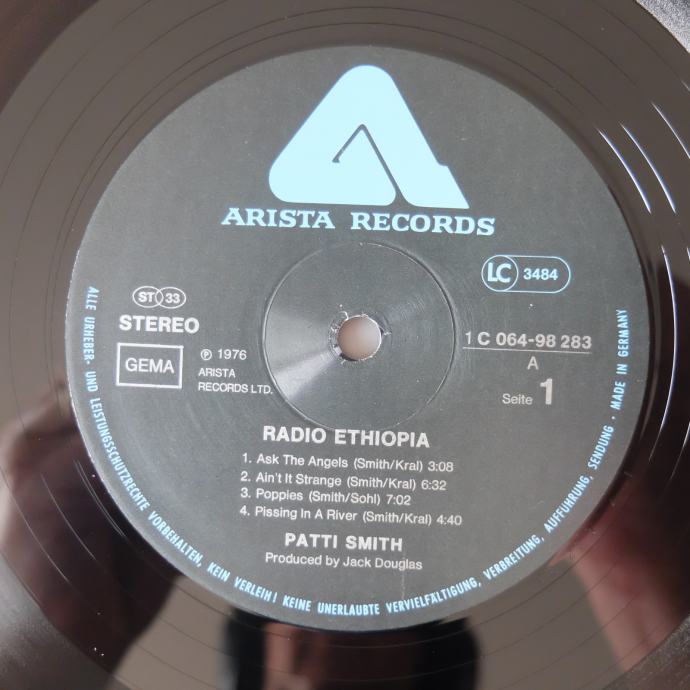 ARISTA RECORDS
LC 3484
ST 33
STEREO
GEMA
℗ 1976
ARISTA
RECORDS LTD.
1 C 064-98 283
A
Seite 1
RADIO ETHIOPIA
1. Ask The Angels (Smith/Kral) 3:08
2. Ain't It Strange (Smith/Kral) 6:32
3. Poppies (Smith/Sohl) 7:02
4. Pissing In A River (Smith/Kral) 4:40
PATTI SMITH
Produced by Jack Douglas
ALLE URHEBER- UND LEISTUNGSSCHUTZRECHTE VORBEHALTEN, KEIN VERLEIH! KEINE UNERLAUBTE VERVIELFÄLTIGUNG, VERBREITUNG, AUFFÜHRUNG, SENDUNG · MADE IN GERMANY